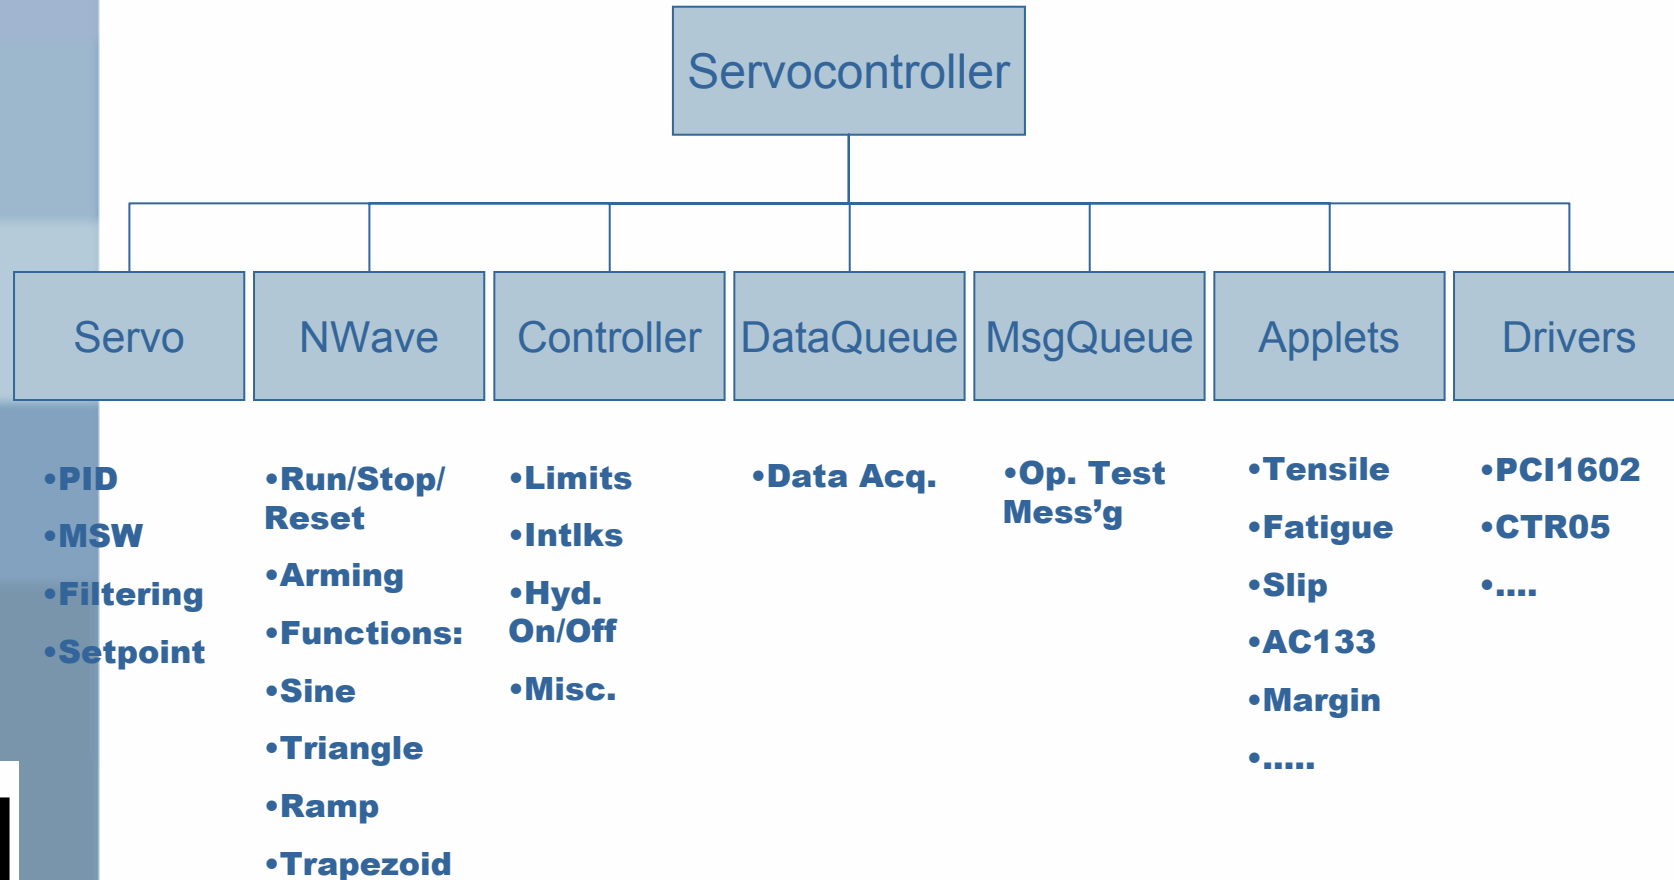 Servocontroller
Servo
NWave
Controller
DataQueue
MsgQueue
Applets
Drivers
•PID
•MSW
•Filtering
•Setpoint
•Run/Stop/
Reset
•Arming
•Functions:
•Sine
•Triangle
•Ramp
•Trapezoid
•Limits
•Intlks
•Hyd.
On/Off
•Misc.
•Data Acq.
•Op. Test
Mess’g
•Tensile
•Fatigue
•Slip
•AC133
•Margin
•.....
•PCI1602
•CTR05
•....